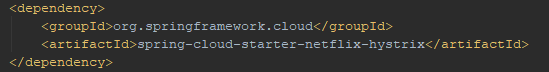 <dependency>
    <groupId>org.springframework.cloud</groupId>
    <artifactId>spring-cloud-starter-netflix-hystrix</artifactId>
</dependency>